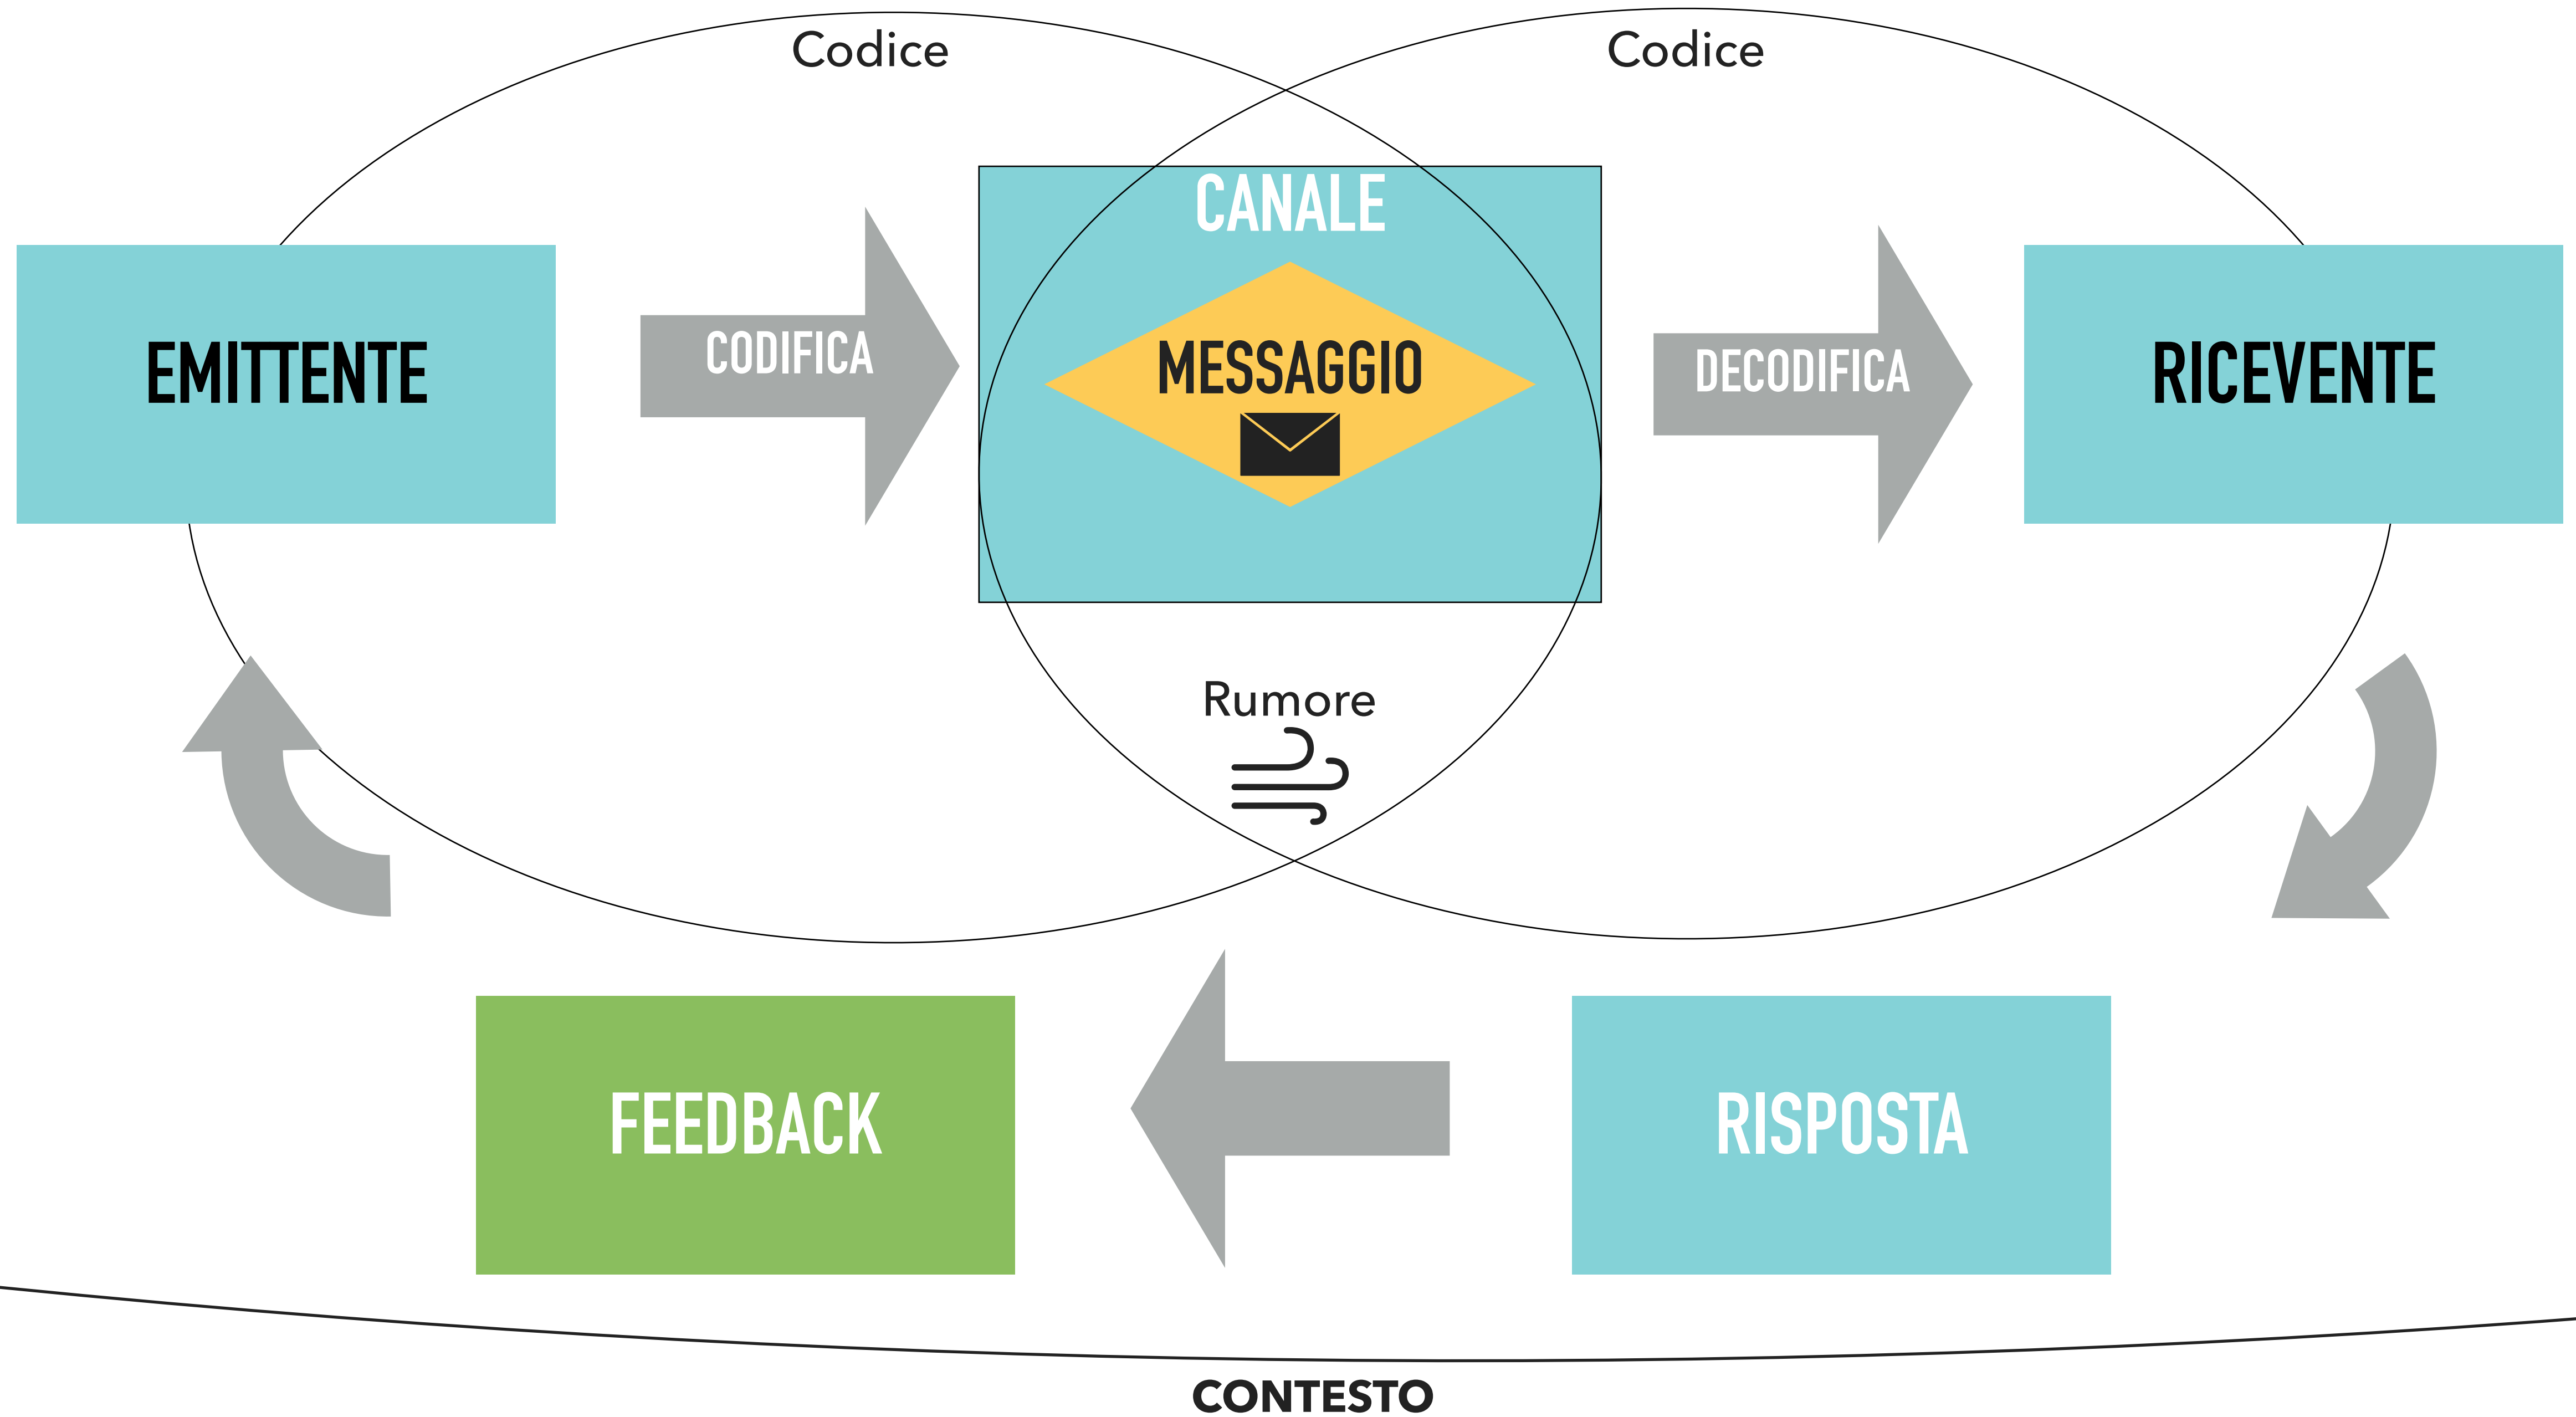 Codice
Codice
CANALE
EMITTENTE
CODIFICA
MESSAGGIO
DECODIFICA
RICEVENTE
Rumore
FEEDBACK
RISPOSTA
CONTESTO